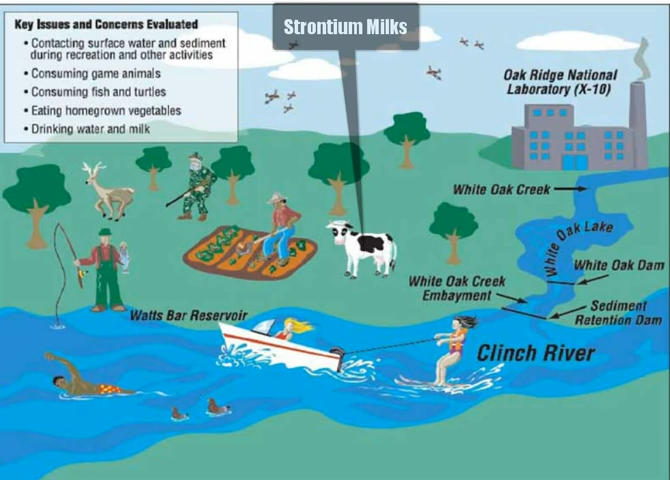 Key Issues and Concerns Evaluated
• Contacting surface water and sediment
during recreation and other activities
• Consuming game animals
• Consuming fish and turtles
• Eating homegrown vegetables
• Drinking water and milk
Strontium Milks
Oak Ridge National
Laboratory (X-10)
White Oak Creek
White Oak Lake
White Oak Dam
White Oak Creek
Embayment
Sediment
Retention Dam
Watts Bar Reservoir
Clinch River